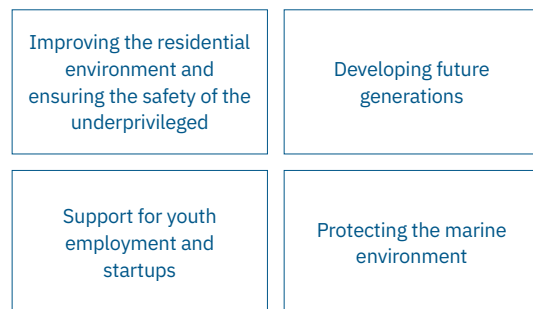 Improving the residential
environment and
ensuring the safety of the
underprivileged
Developing future
generations
Support for youth
employment and
startups
Protecting the marine
environment